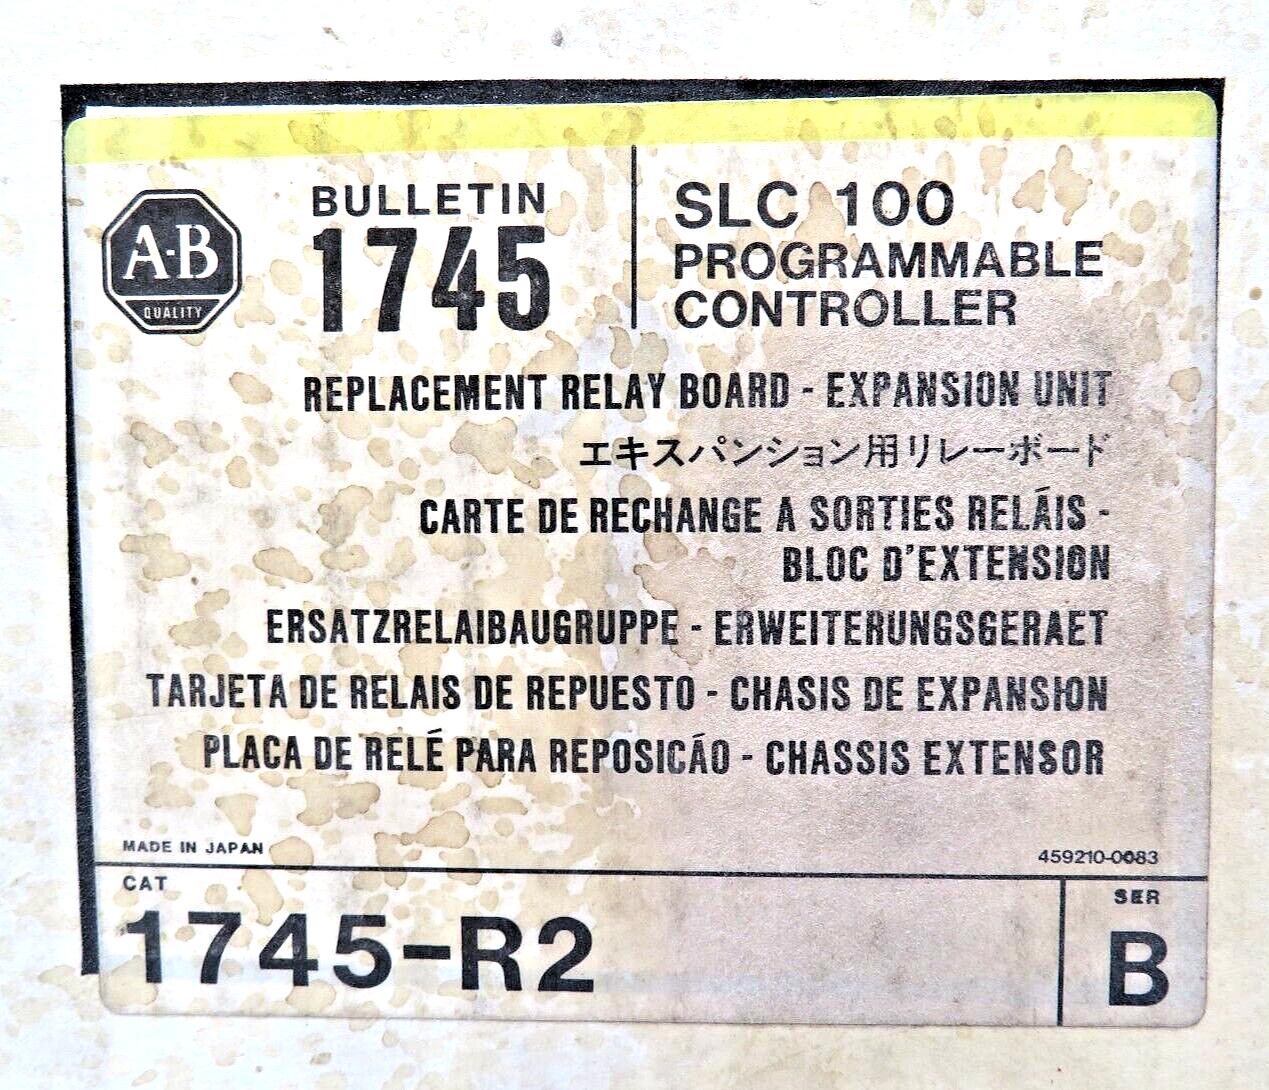 A-B
QUALITY
BULLETIN
1745
SLC 100
PROGRAMMABLE
CONTROLLER
REPLACEMENT RELAY BOARD - EXPANSION UNIT
エキスパンション用リレーボード
CARTE DE RECHANGE A SORTIES RELÁIS -
BLOC D'EXTENSION
ERSATZRELAIBAUGRUPPE - ERWEITERUNGSGERAET
TARJETA DE RELAIS DE REPUESTO - CHASIS DE EXPANSION
PLACA DE RELÉ PARA REPOSICÁO - CHASSIS EXTENSOR
MADE IN JAPAN
459210-0083
CAT
1745-R2
SER
B